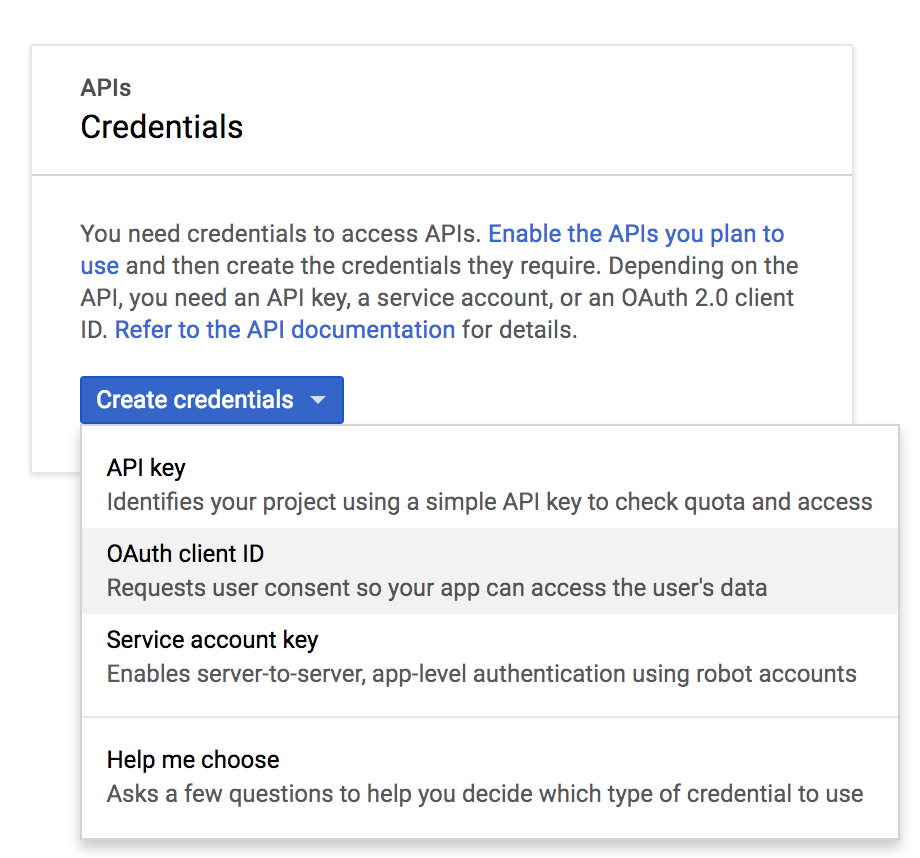 APIs
Credentials
You need credentials to access APIs. Enable the APIs you plan to
use and then create the credentials they require. Depending on the
API, you need an API key, a service account, or an OAuth 2.0 client
ID. Refer to the API documentation for details.
Create credentials
API key
Identifies your project using a simple API key to check quota and access
OAuth client ID
Requests user consent so your app can access the user's data
Service account key
Enables server-to-server, app-level authentication using robot accounts
Help me choose
Asks a few questions to help you decide which type of credential to use